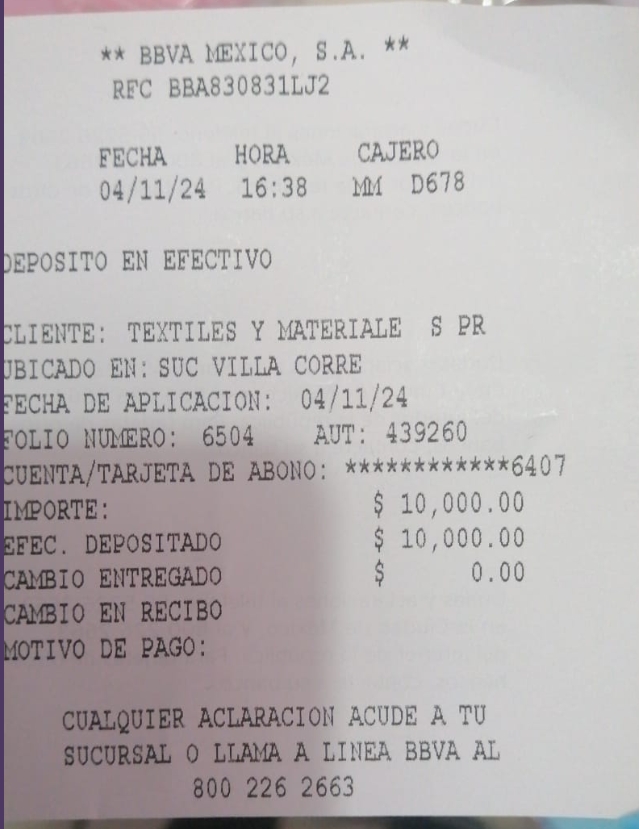 ** BBVA MEXICO, S.A. **
RFC BBA830831LJ2
FECHA HORA CAJERO
04/11/24 16:38 MM D678
DEPOSITO EN EFECTIVO
CLIENTE: TEXTILES Y MATERIALE S PR
UBICADO EN: SUC VILLA CORRE
FECHA DE APLICACION: 04/11/24
FOLIO NUMERO: 6504 AUT: 439260
CUENTA/TARJETA DE ABONO: ************6407
IMPORTE: $ 10,000.00
EFEC. DEPOSITADO $ 10,000.00
CAMBIO ENTREGADO $ 0.00
CAMBIO EN RECIBO
MOTIVO DE PAGO:
CUALQUIER ACLARACION ACUDE A TU
SUCURSAL O LLAMA A LINEA BBVA AL
800 226 2663